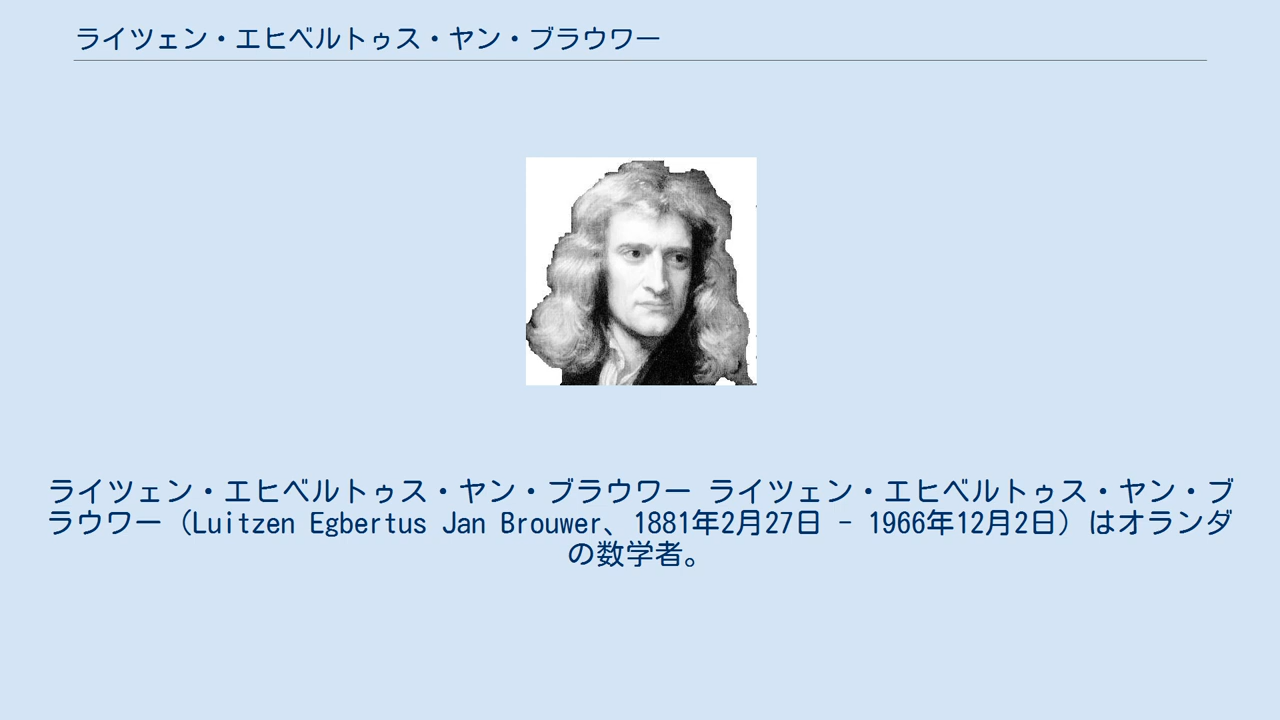 ライツェン・エヒベルトゥス・ヤン・ブラウワー
ライツェン・エヒベルトゥス・ヤン・ブラウワー ライツェン・エヒベルトゥス・ヤン・ブ
ラウワー（Luitzen Egbertus Jan Brouwer、1881年2月27日 - 1966年12月2日）はオランダ
の数学者。